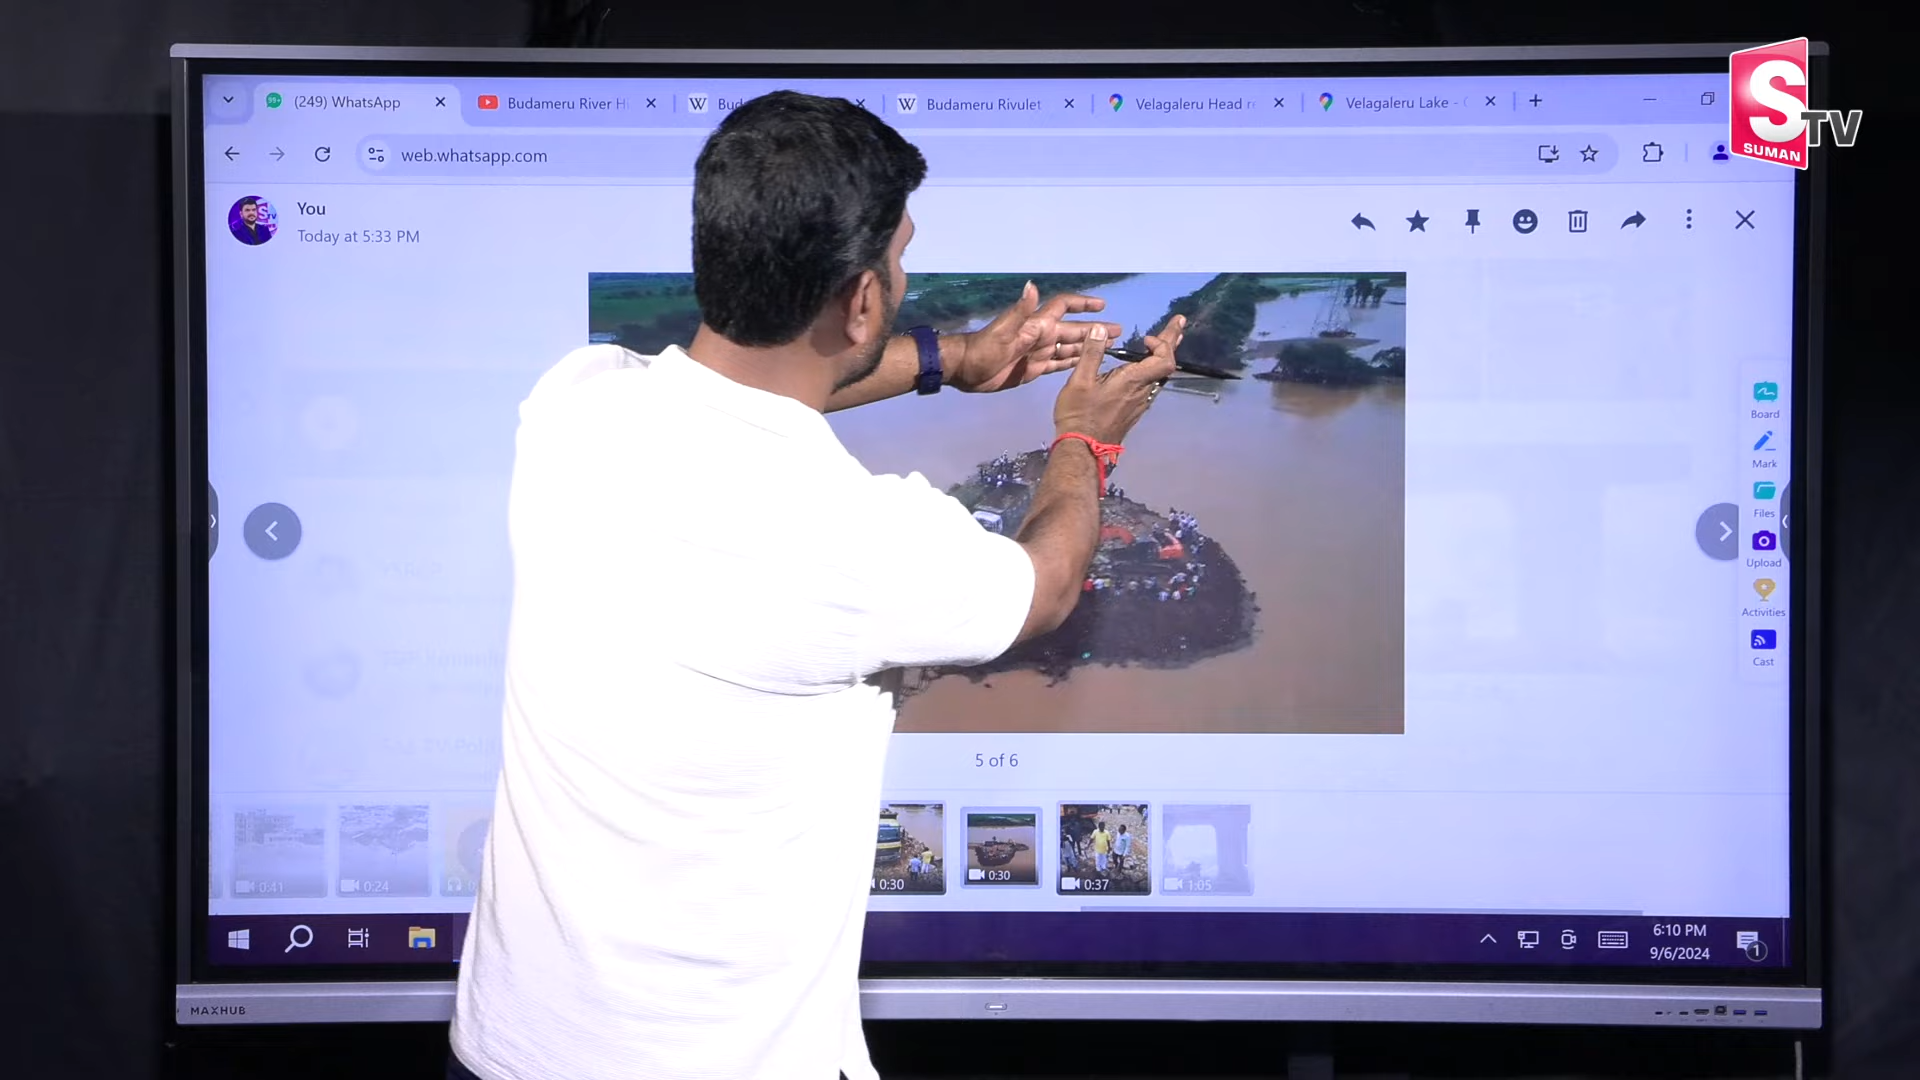 (249) WhatsApp
Budameru River H
Bud
Budameru Rivulet
Velagaleru Head r
Velagaleru Lake -
web.whatsapp.com
S
TV
SUMAN
You
Today at 5:33 PM
Board
Mark
Files
Upload
Activities
Cast
5 of 6
0:41
0:24
0:30
0:30
0:37
1:05
6:10 PM
9/6/2024
1
MAXHUB